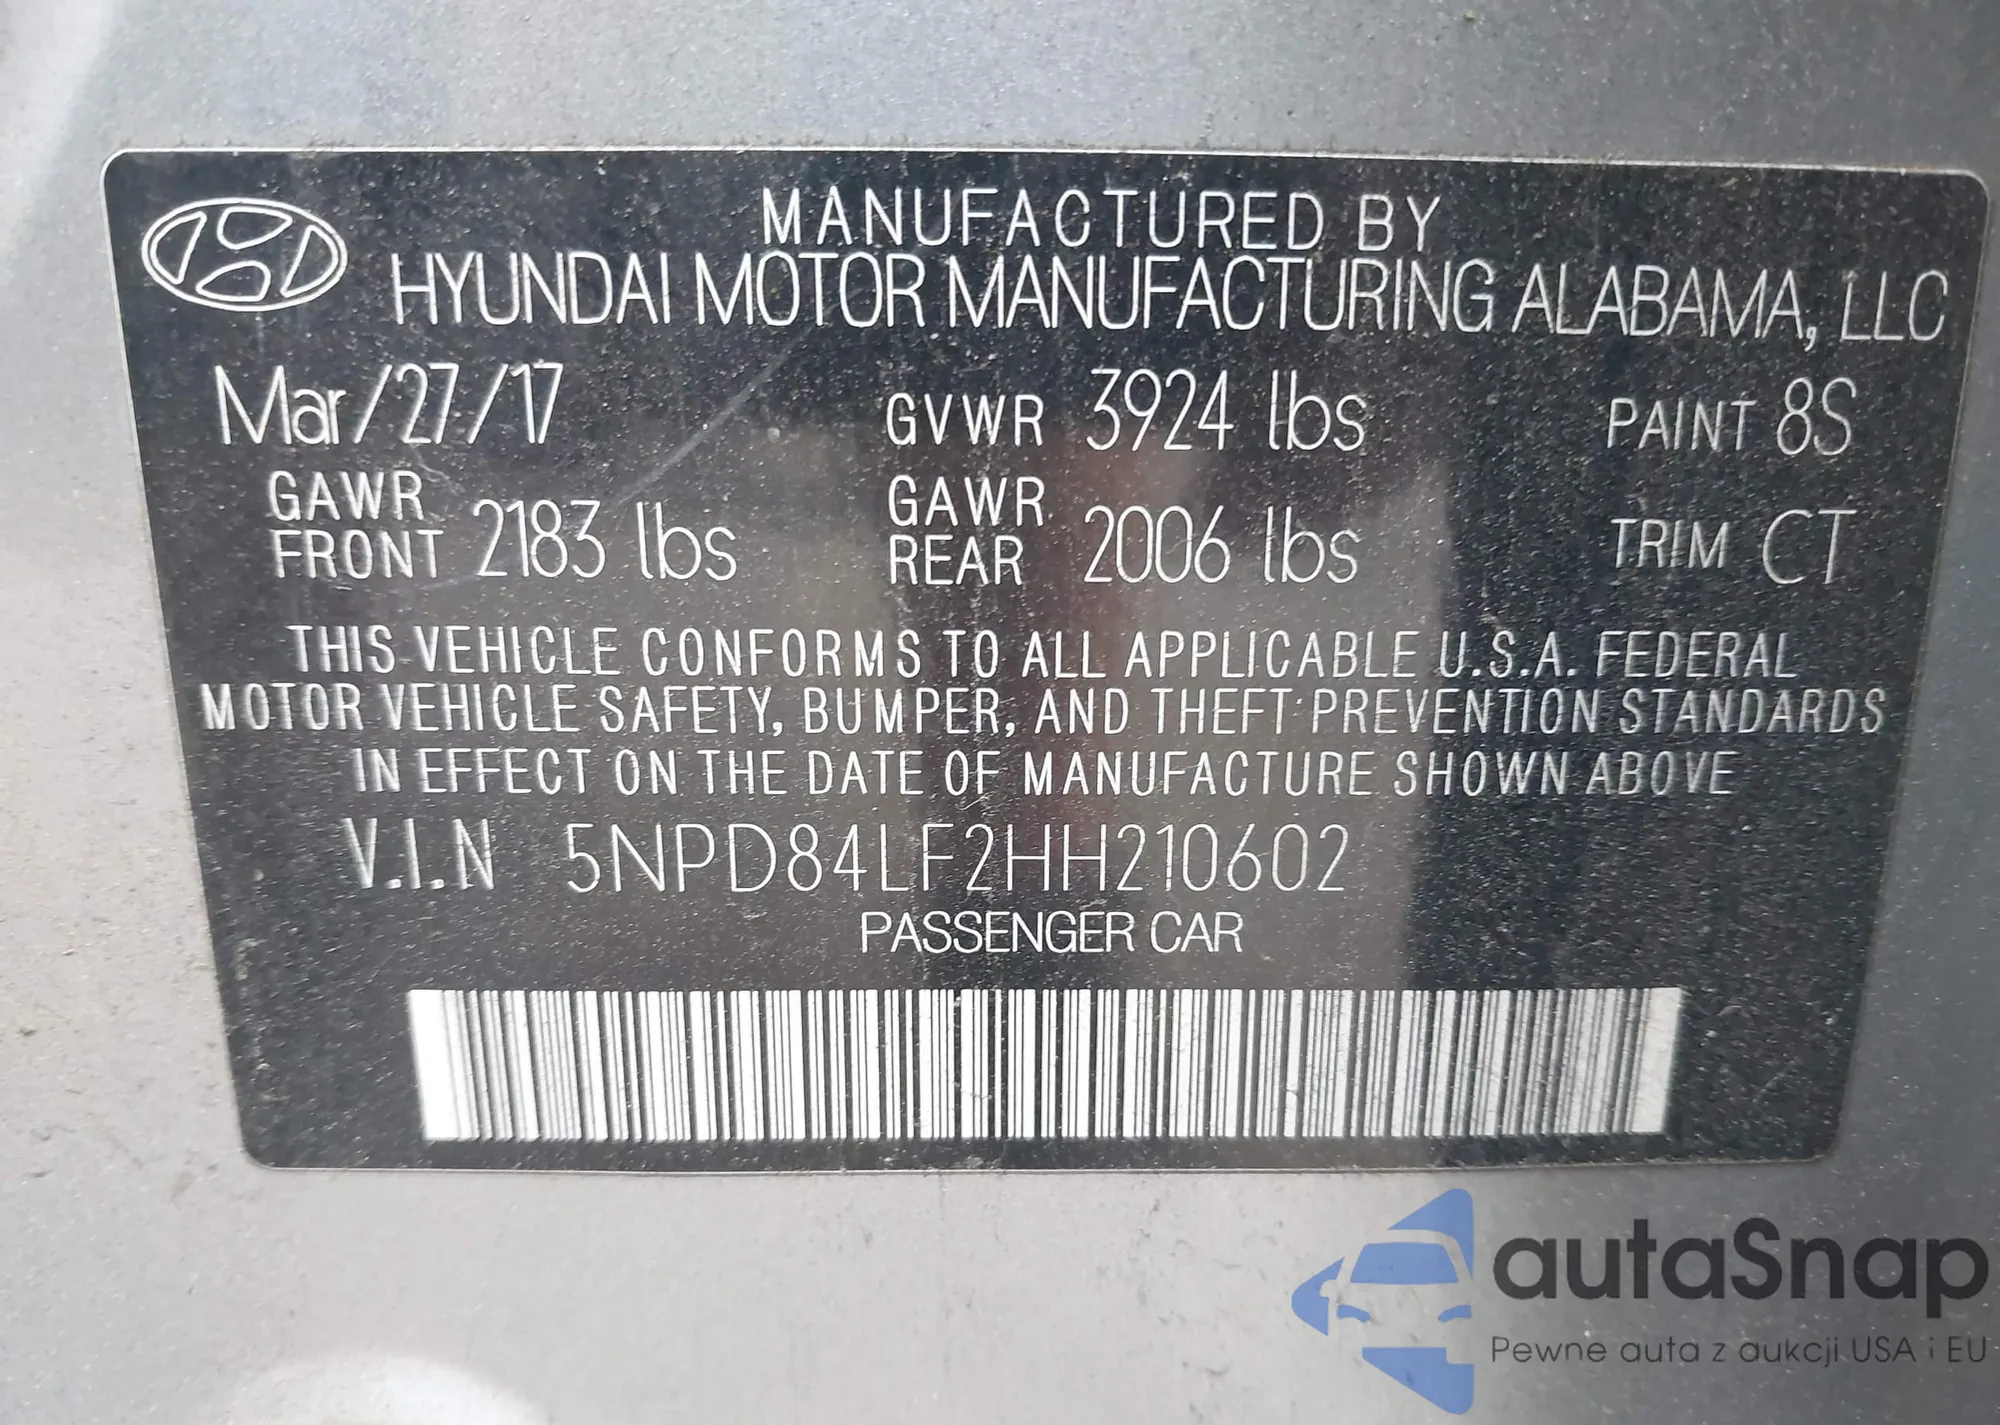 MANUFACTURED BY
HYUNDAI MOTOR MANUFACTURING ALABAMA, LLC
Mar/27/17 GVWR 3924 lbs PAINT 8S
GAWR FRONT 2183 lbs GAWR REAR 2006 lbs TRIM CT
THIS VEHICLE CONFORMS TO ALL APPLICABLE U.S.A. FEDERAL
MOTOR VEHICLE SAFETY, BUMPER, AND THEFT PREVENTION STANDARDS
IN EFFECT ON THE DATE OF MANUFACTURE SHOWN ABOVE
V.I.N 5NPD84LF2HH210602
PASSENGER CAR
autaSnap
Pewne auta z aukcji USA i EU